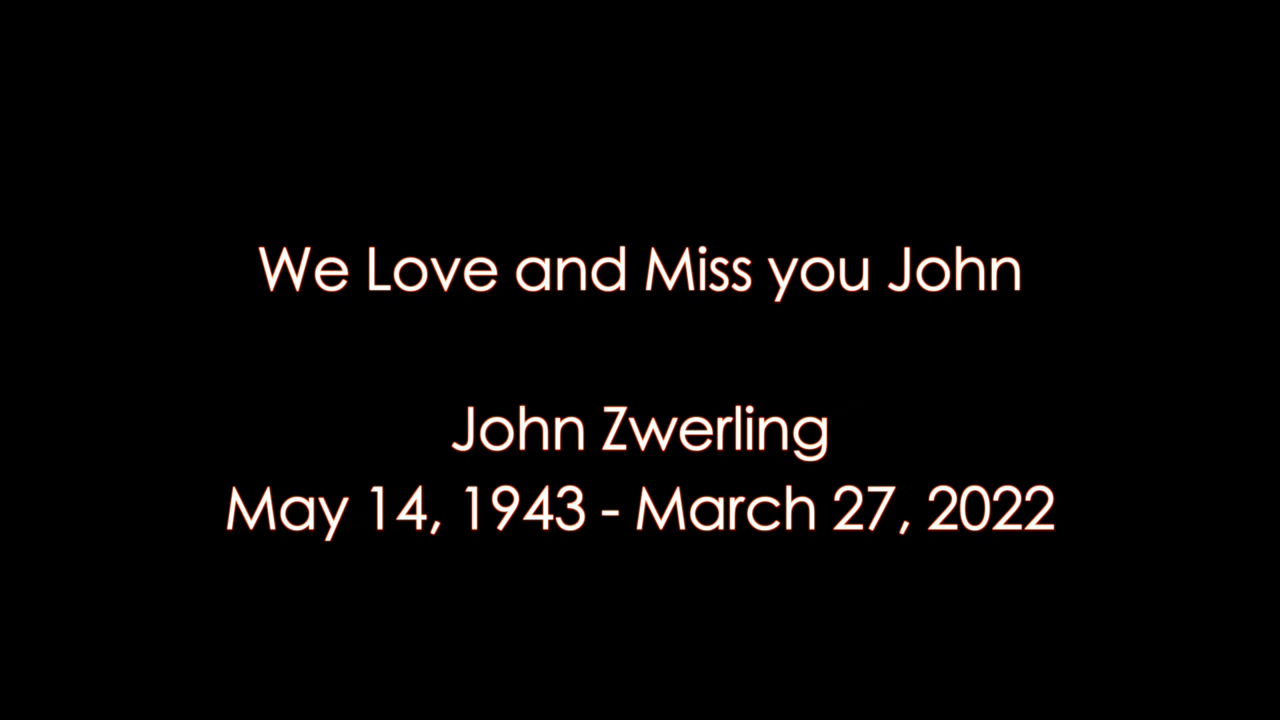 We Love and Miss you John
John Zwerling
May 14, 1943 - March 27, 2022